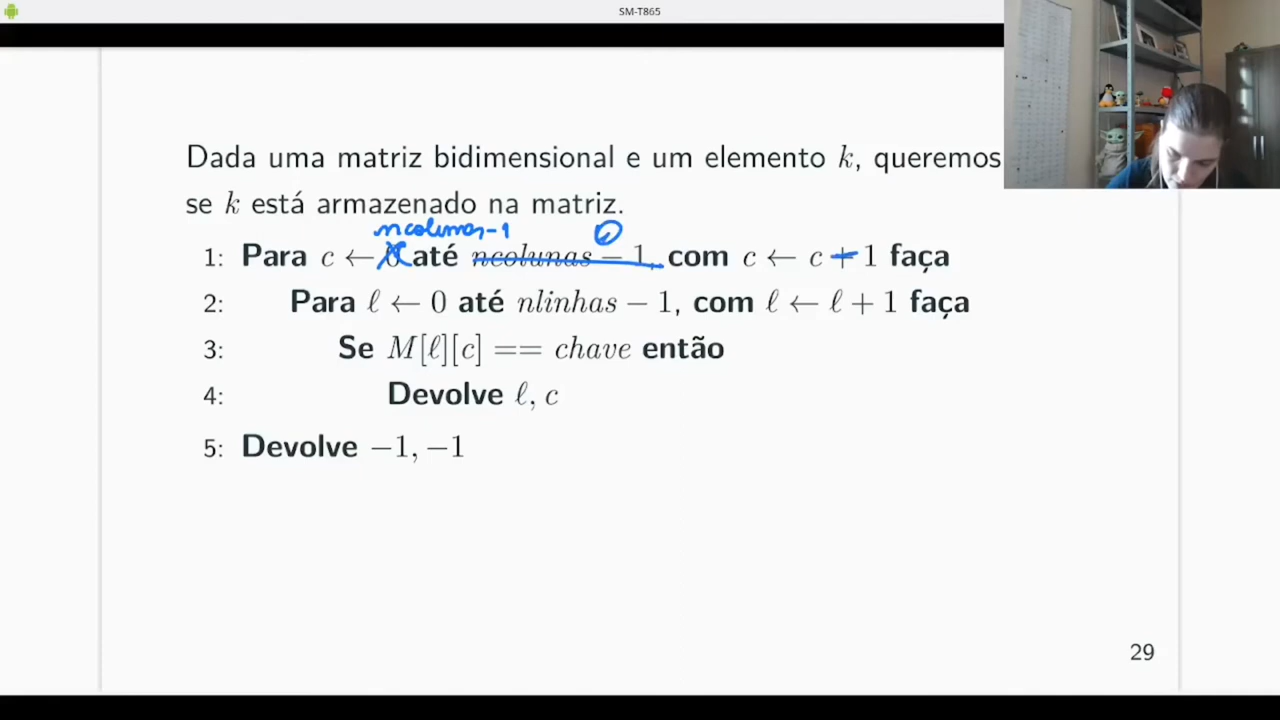 SM-T865
Dada uma matriz bidimensional e um elemento k, queremos
se k está armazenado na matriz.
ncolunas-1 0
1: Para c ← 0 até ncolunas − 1, com c ← c + 1 faça
2: Para ℓ ← 0 até nlinhas − 1, com ℓ ← ℓ + 1 faça
3: Se M[ℓ][c] == chave então
4: Devolve ℓ, c
5: Devolve −1, −1
29